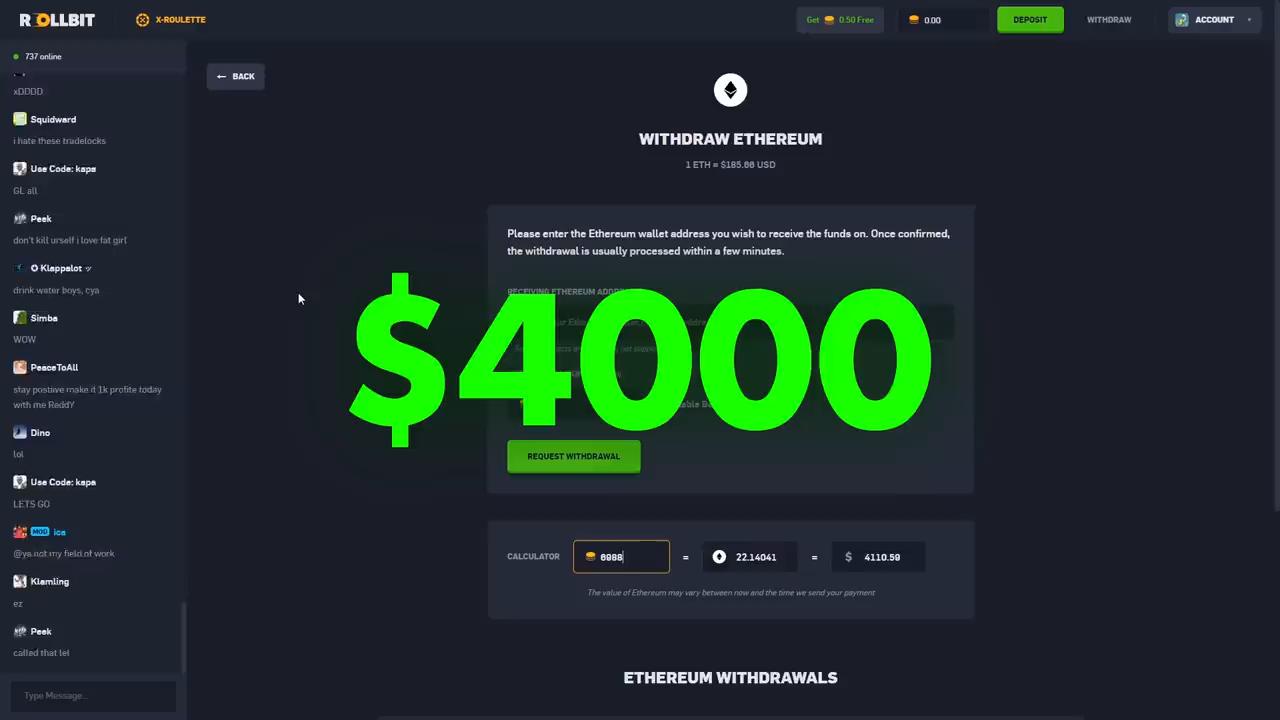 ROLLBIT
X-ROULETTE
Get 0.50 Free
0.00
DEPOSIT
WITHDRAW
ACCOUNT
737 online
xDDDD
Squidward
i hate these tradelocks
Use Code: kapa
GL all
Peek
don't kill urself i love fat girl
Klappalot
drink water boys, cya
Simba
WOW
PeaceToAll
stay postive make it 1k profite today
with me ReddY
Dino
lol
Use Code: kapa
LETS GO
MOD ica
@ya not my field of work
Klamling
ez
Peek
called that lel
Type Message...
← BACK
WITHDRAW ETHEREUM
1 ETH = $185.66 USD
Please enter the Ethereum wallet address you wish to receive the funds on. Once confirmed,
the withdrawal is usually processed within a few minutes.
RECEIVING ETHEREUM
$4000
REQUEST WITHDRAWAL
CALCULATOR
6988
=
22.14041
=
$ 4110.59
The value of Ethereum may vary between now and the time we send your payment
ETHEREUM WITHDRAWALS